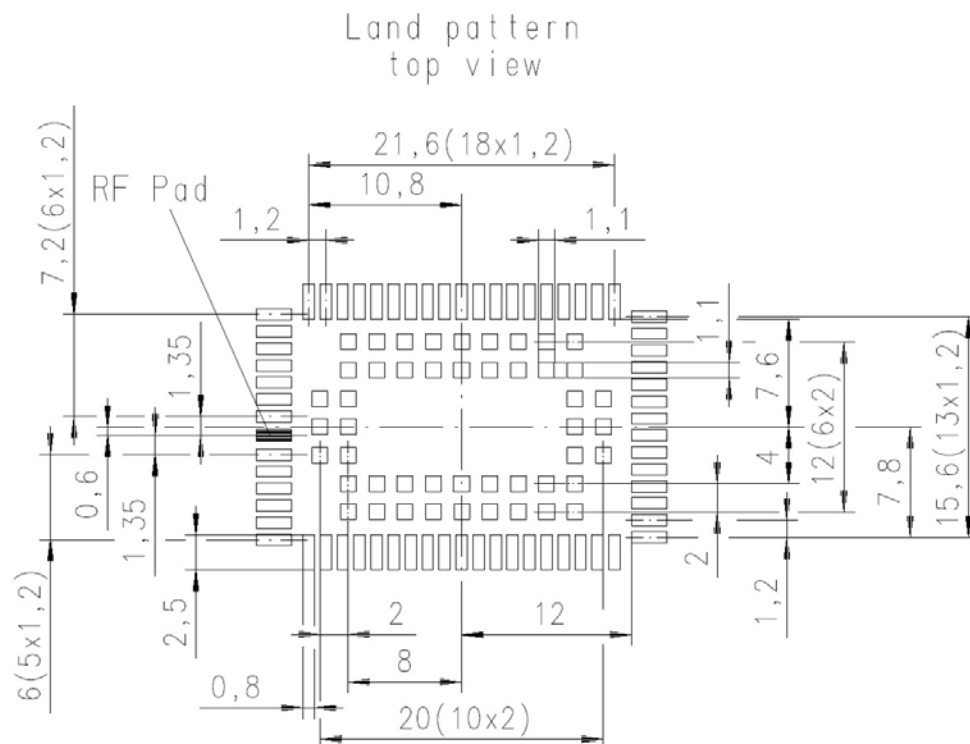 Land pattern
top view
21,6(18x1,2)
10,8
RF Pad
1,2
1,1
7,2(6x1,2)
1,35
0,6
1,35
6(5x1,2)
2,5
0,8
2
8
20(10x2)
12
1,1
7,6
12(6x2)
4
7,8
15,6(13x1,2)
2
1,2